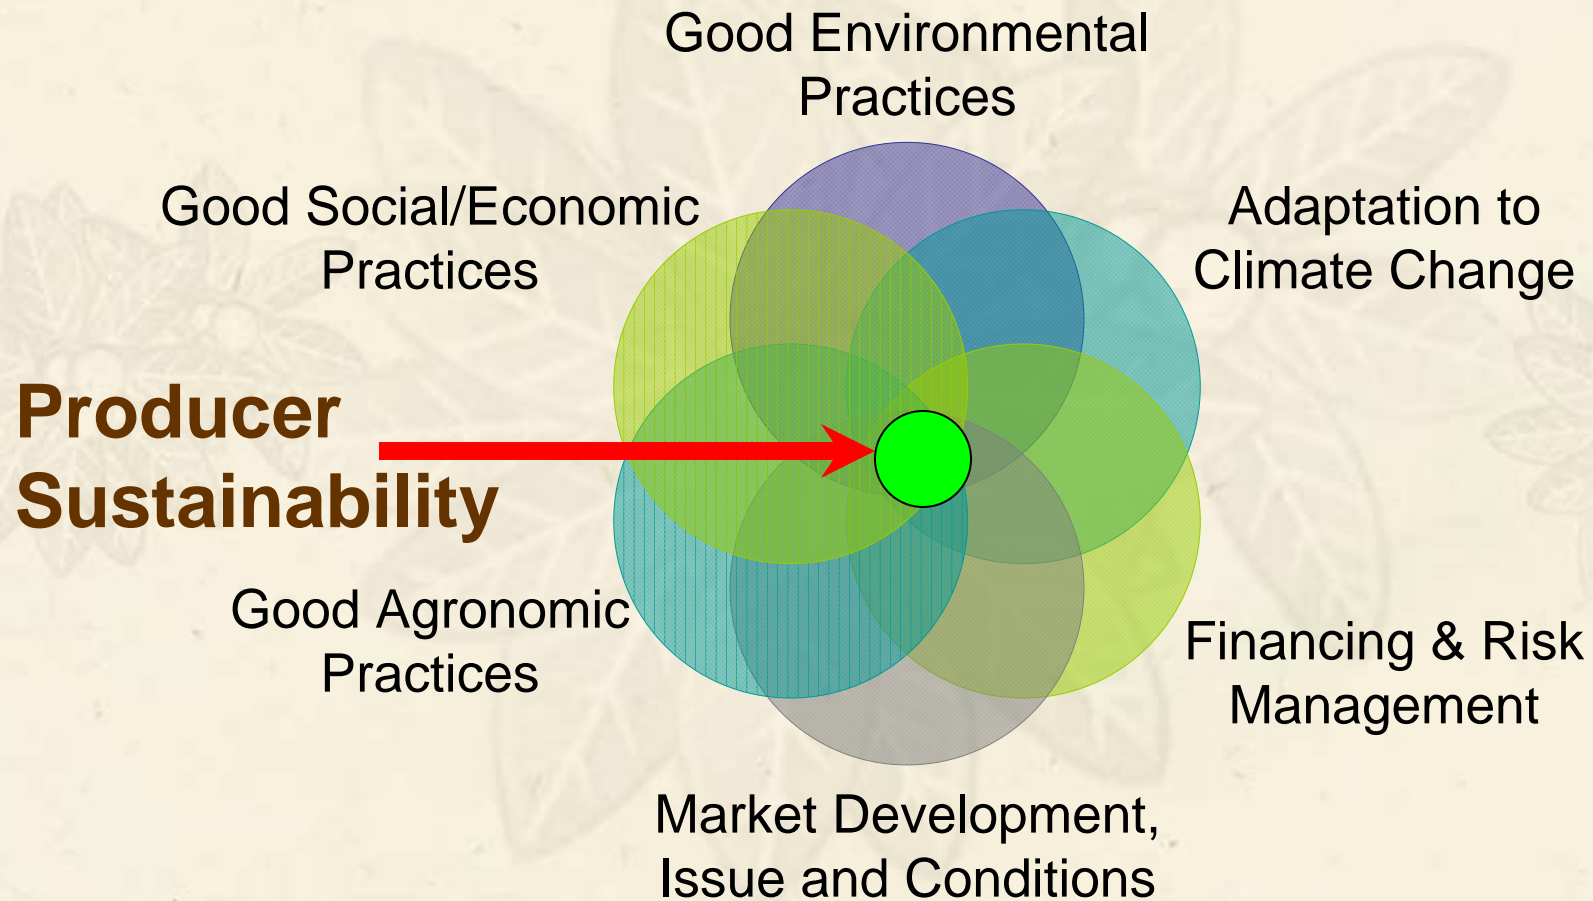 Good Environmental
Practices
Good Social/Economic
Practices
Adaptation to
Climate Change
Producer
Sustainability
Good Agronomic
Practices
Financing & Risk
Management
Market Development,
Issue and Conditions